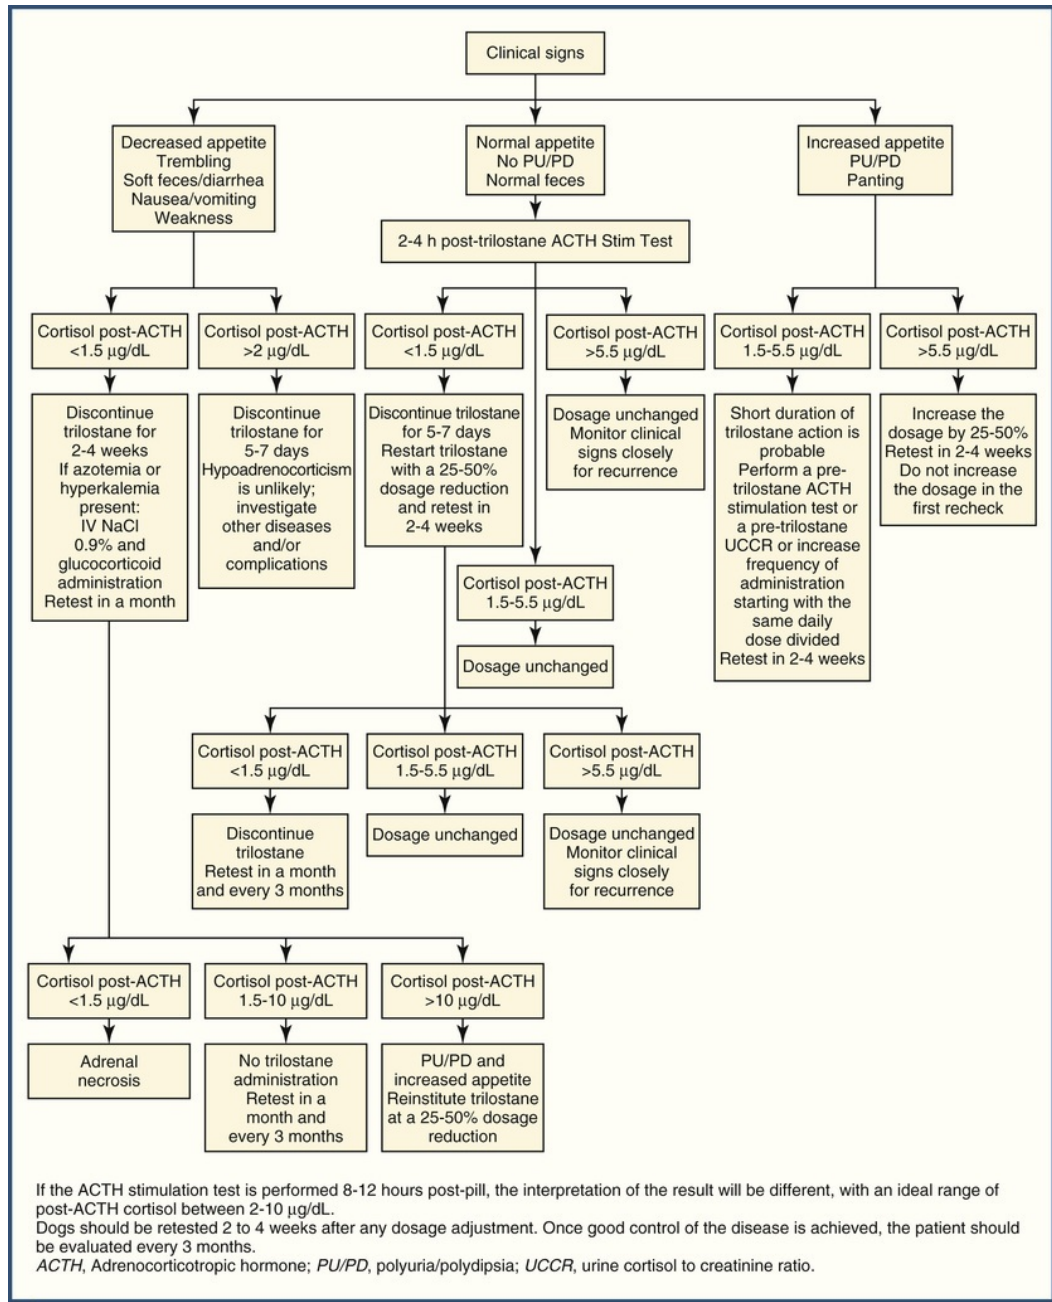 Clinical signs
Decreased appetite
Trembling
Soft feces/diarrhea
Nausea/vomiting
Weakness
Normal appetite
No PU/PD
Normal feces
Increased appetite
PU/PD
Panting
2-4 h post-trilostane ACTH Stim Test
Cortisol post-ACTH
<1.5 µg/dL
Cortisol post-ACTH
>2 µg/dL
Cortisol post-ACTH
<1.5 µg/dL
Cortisol post-ACTH
>5.5 µg/dL
Cortisol post-ACTH
1.5-5.5 µg/dL
Cortisol post-ACTH
>5.5 µg/dL
Discontinue
trilostane for
2-4 weeks
If azotemia or
hyperkalemia
present:
IV NaCl
0.9% and
glucocorticoid
administration
Retest in a month
Discontinue
trilostane for
5-7 days
Hypoadrenocorticism
is unlikely;
investigate
other diseases
and/or
complications
Discontinue trilostane
for 5-7 days
Restart trilostane
with a 25-50%
dosage reduction
and retest in
2-4 weeks
Dosage unchanged
Monitor clinical
signs closely
for recurrence
Short duration of
trilostane action is
probable
Perform a pre-
trilostane ACTH
stimulation test or
a pre-trilostane
UCCR or increase
frequency of
administration
starting with the
same daily
dose divided
Retest in 2-4 weeks
Increase the
dosage by 25-50%
Retest in 2-4 weeks
Do not increase
the dosage in the
first recheck
Cortisol post-ACTH
1.5-5.5 µg/dL
Dosage unchanged
Cortisol post-ACTH
<1.5 µg/dL
Cortisol post-ACTH
1.5-5.5 µg/dL
Cortisol post-ACTH
>5.5 µg/dL
Discontinue
trilostane
Retest in a month
and every 3 months
Dosage unchanged
Dosage unchanged
Monitor clinical
signs closely
for recurrence
Cortisol post-ACTH
<1.5 µg/dL
Cortisol post-ACTH
1.5-10 µg/dL
Cortisol post-ACTH
>10 µg/dL
Adrenal
necrosis
No trilostane
administration
Retest in a
month and
every 3 months
PU/PD and
increased appetite
Reinstitute trilostane
at a 25-50% dosage
reduction
If the ACTH stimulation test is performed 8-12 hours post-pill, the interpretation of the result will be different, with an ideal range of
post-ACTH cortisol between 2-10 µg/dL.
Dogs should be retested 2 to 4 weeks after any dosage adjustment. Once good control of the disease is achieved, the patient should
be evaluated every 3 months.
ACTH, Adrenocorticotropic hormone; PU/PD, polyuria/polydipsia; UCCR, urine cortisol to creatinine ratio.